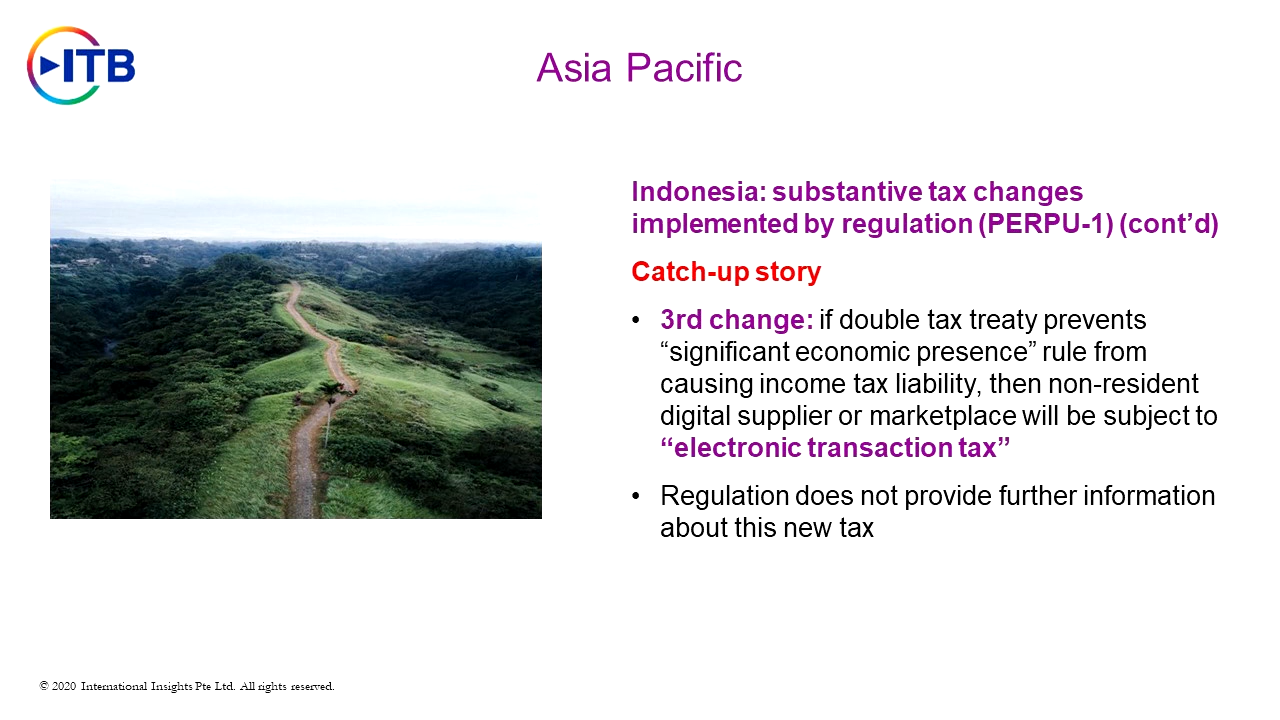 ITB
Asia Pacific
Indonesia: substantive tax changes
implemented by regulation (PERPU-1) (cont’d)
Catch-up story
• 3rd change: if double tax treaty prevents
“significant economic presence” rule from
causing income tax liability, then non-resident
digital supplier or marketplace will be subject to
“electronic transaction tax”
• Regulation does not provide further information
about this new tax
© 2020 International Insights Pte Ltd. All rights reserved.